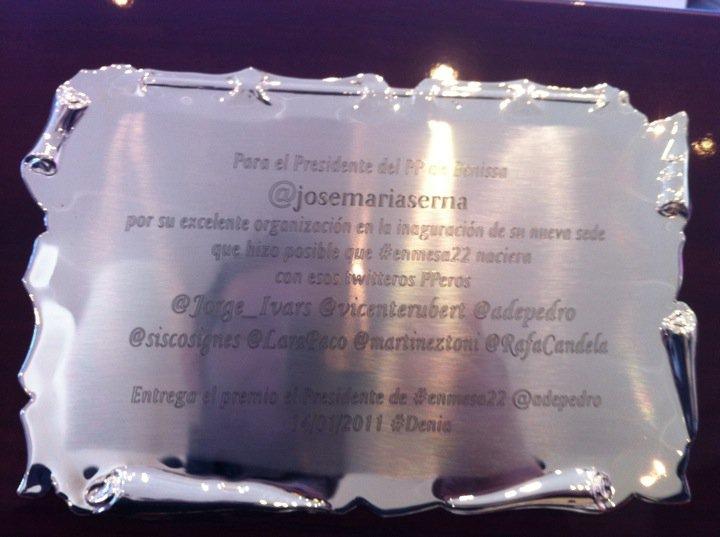 Para el Presidente del PP de Benissa
@josemariaserna
por su excelente organización en la inaguración de su nueva sede
que hizo posible que #enmesa22 naciera
con esos twitteros PPeros
@Jorge_Ivars @vicenterubert @adepedro
@siscosignes @LaraPaco @martineztoni @RafaCandela
Entrega el premio el Presidente de #enmesa22 @adepedro
14/01/2011 #Denia